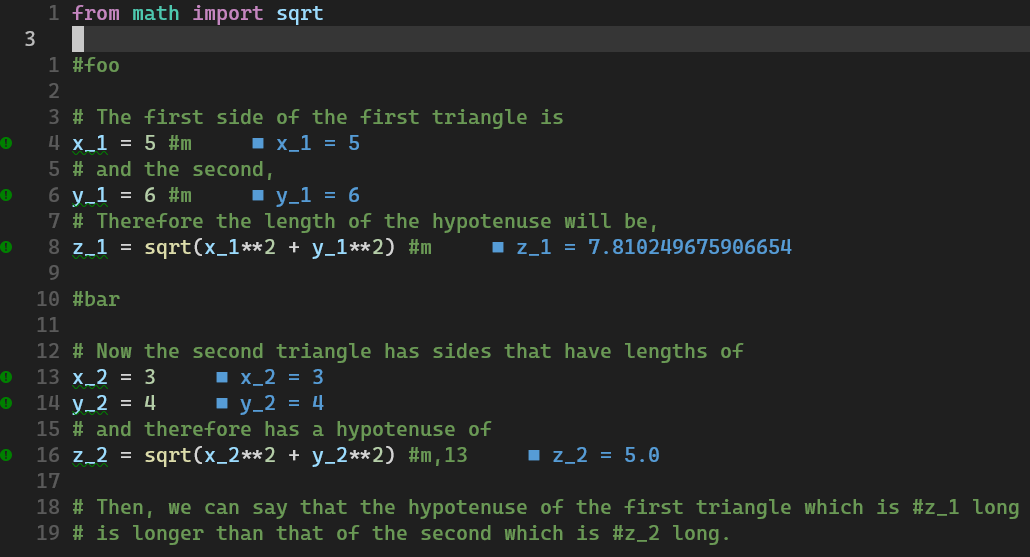 1 from math import sqrt
3
1 #foo
2
3 # The first side of the first triangle is
4 x_1 = 5 #m ■ x_1 = 5
5 # and the second,
6 y_1 = 6 #m ■ y_1 = 6
7 # Therefore the length of the hypotenuse will be,
8 z_1 = sqrt(x_1**2 + y_1**2) #m ■ z_1 = 7.810249675906654
9
10 #bar
11
12 # Now the second triangle has sides that have lengths of
13 x_2 = 3 ■ x_2 = 3
14 y_2 = 4 ■ y_2 = 4
15 # and therefore has a hypotenuse of
16 z_2 = sqrt(x_2**2 + y_2**2) #m,13 ■ z_2 = 5.0
17
18 # Then, we can say that the hypotenuse of the first triangle which is #z_1 long
19 # is longer than that of the second which is #z_2 long.